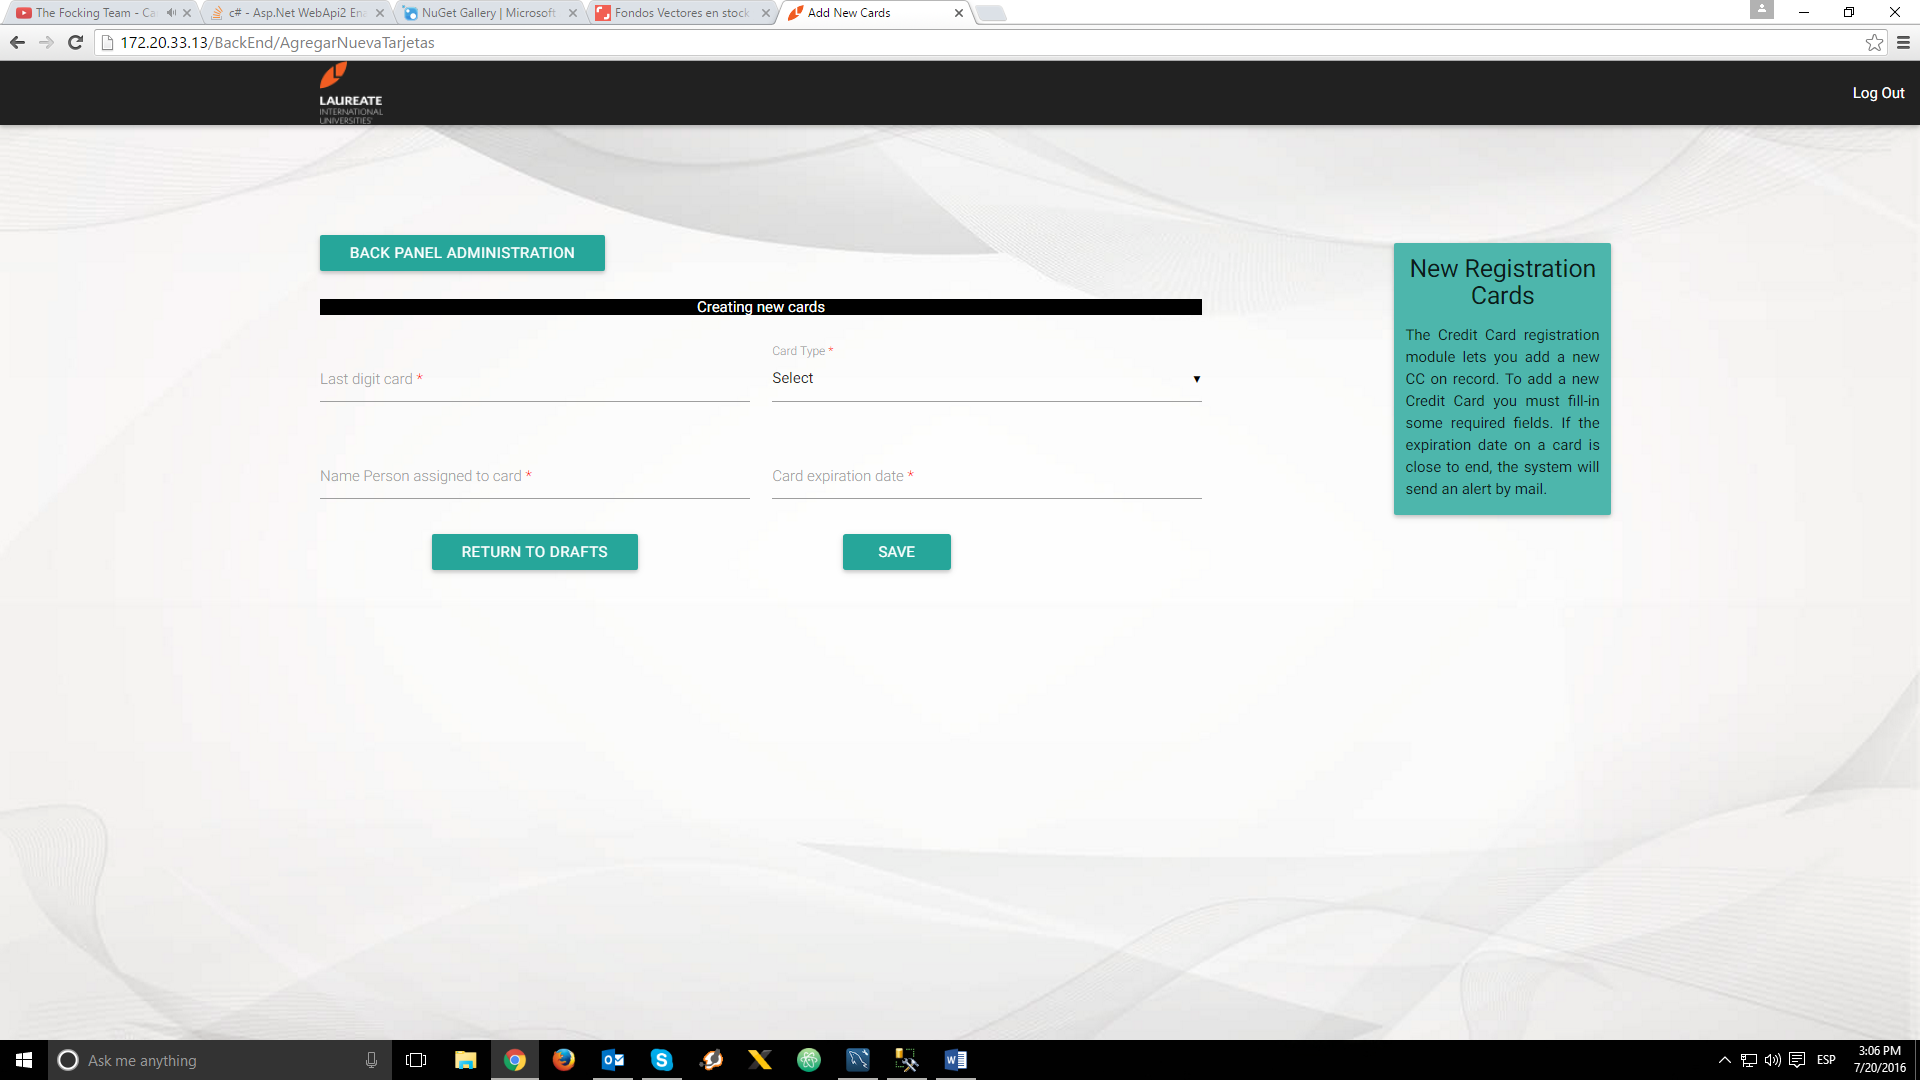 The Focking Team - Ca
c# - Asp.Net WebApi2 Ena
NuGet Gallery | Microsoft
Fondos Vectores en stock
Add New Cards
172.20.33.13/BackEnd/AgregarNuevaTarjetas
LAUREATE
INTERNATIONAL
UNIVERSITIES
Log Out
BACK PANEL ADMINISTRATION
Creating new cards
Last digit card *
Card Type *
Select
Name Person assigned to card *
Card expiration date *
RETURN TO DRAFTS
SAVE
New Registration
Cards
The Credit Card registration
module lets you add a new
CC on record. To add a new
Credit Card you must fill-in
some required fields. If the
expiration date on a card is
close to end, the system will
send an alert by mail.
Ask me anything
ESP
3:06 PM
7/20/2016